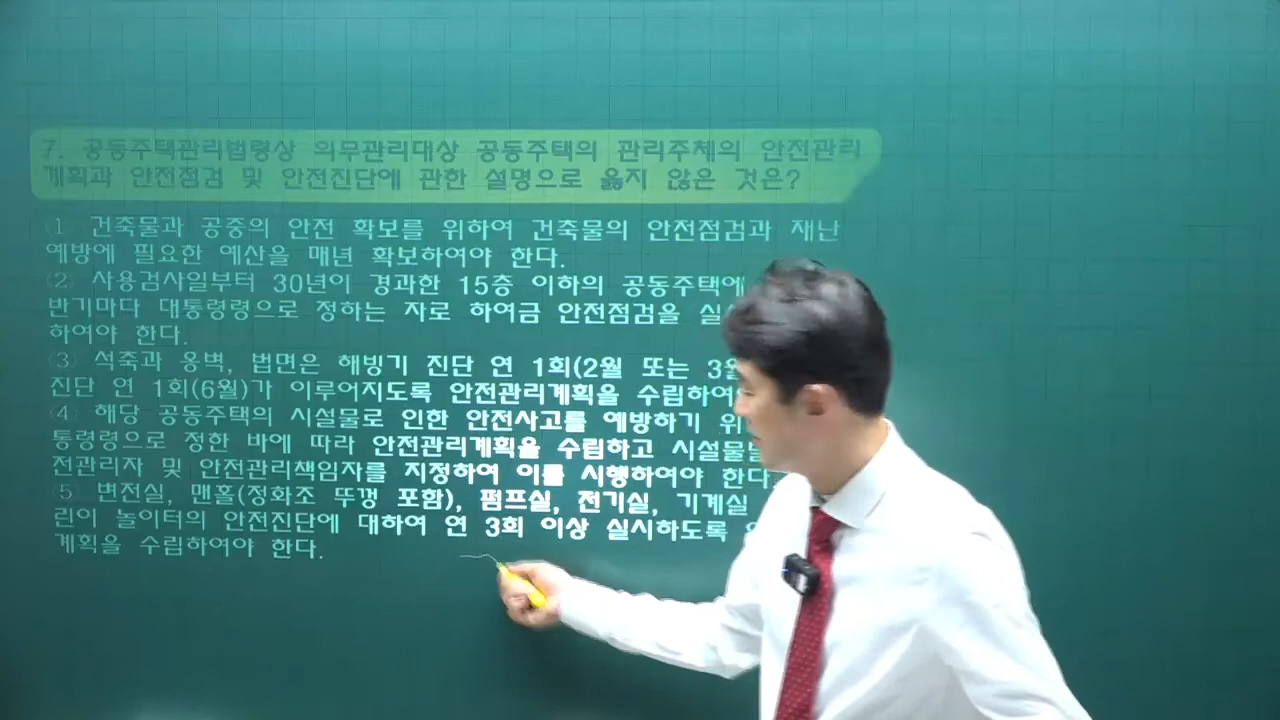 7. 공동주택관리법령상 의무관리대상 공동주택의 관리주체의 안전관리
계획과 안전점검 및 안전진단에 관한 설명으로 옳지 않은 것은?
① 건축물과 공중의 안전 확보를 위하여 건축물의 안전점검과 재난
예방에 필요한 예산을 매년 확보하여야 한다.
② 사용검사일부터 30년이 경과한 15층 이하의 공동주택에
반기마다 대통령령으로 정하는 자로 하여금 안전점검을 실
하여야 한다.
③ 석축과 옹벽, 법면은 해빙기 진단 연 1회(2월 또는 3월
진단 연 1회(6월)가 이루어지도록 안전관리계획을 수립하여
④ 해당 공동주택의 시설물로 인한 안전사고를 예방하기 위
통령령으로 정한 바에 따라 안전관리계획을 수립하고 시설물별
전관리자 및 안전관리책임자를 지정하여 이를 시행하여야 한다.
⑤ 변전실, 맨홀(정화조 뚜껑 포함), 펌프실, 전기실, 기계실
린이 놀이터의 안전진단에 대하여 연 3회 이상 실시하도록
계획을 수립하여야 한다.